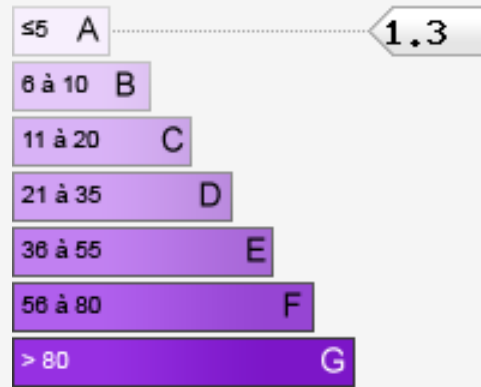 ≤5 A 1.3
6 à 10 B
11 à 20 C
21 à 35 D
36 à 55 E
56 à 80 F
> 80 G